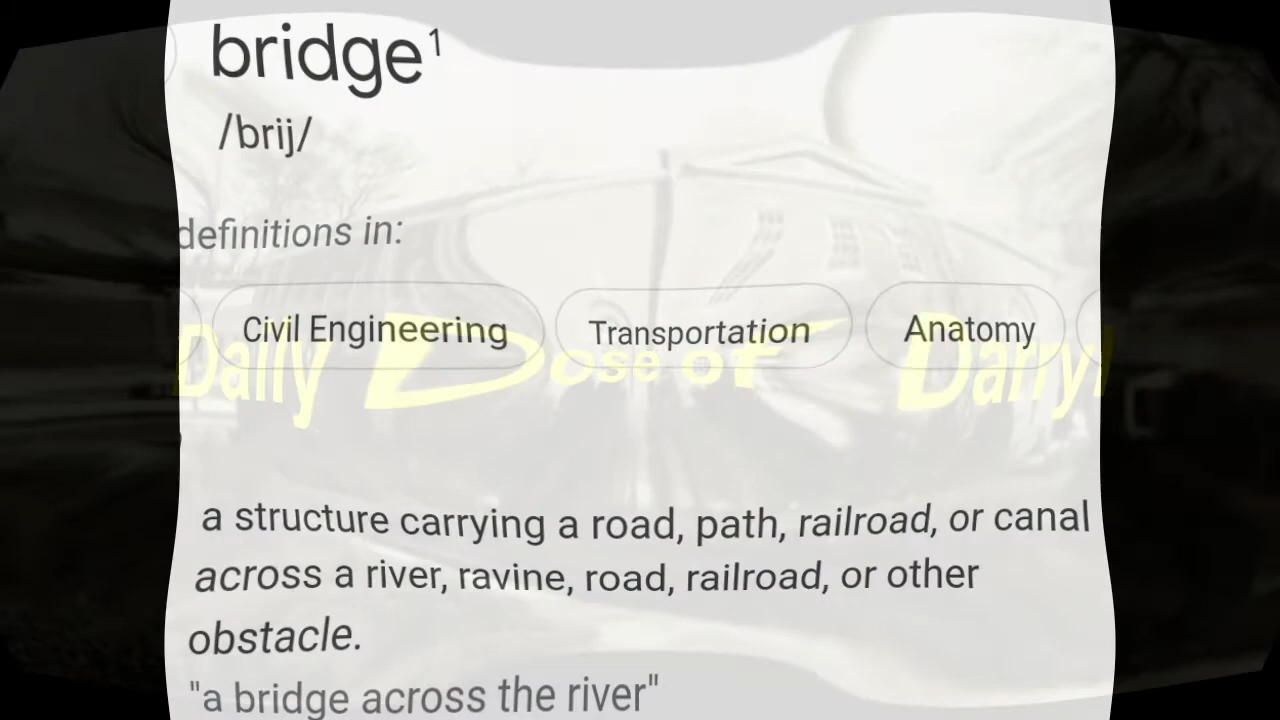 bridge¹
/brij/
definitions in:
Civil Engineering Transportation Anatomy
Daily Dose of Darryl
a structure carrying a road, path, railroad, or canal
across a river, ravine, road, railroad, or other
obstacle.
"a bridge across the river"